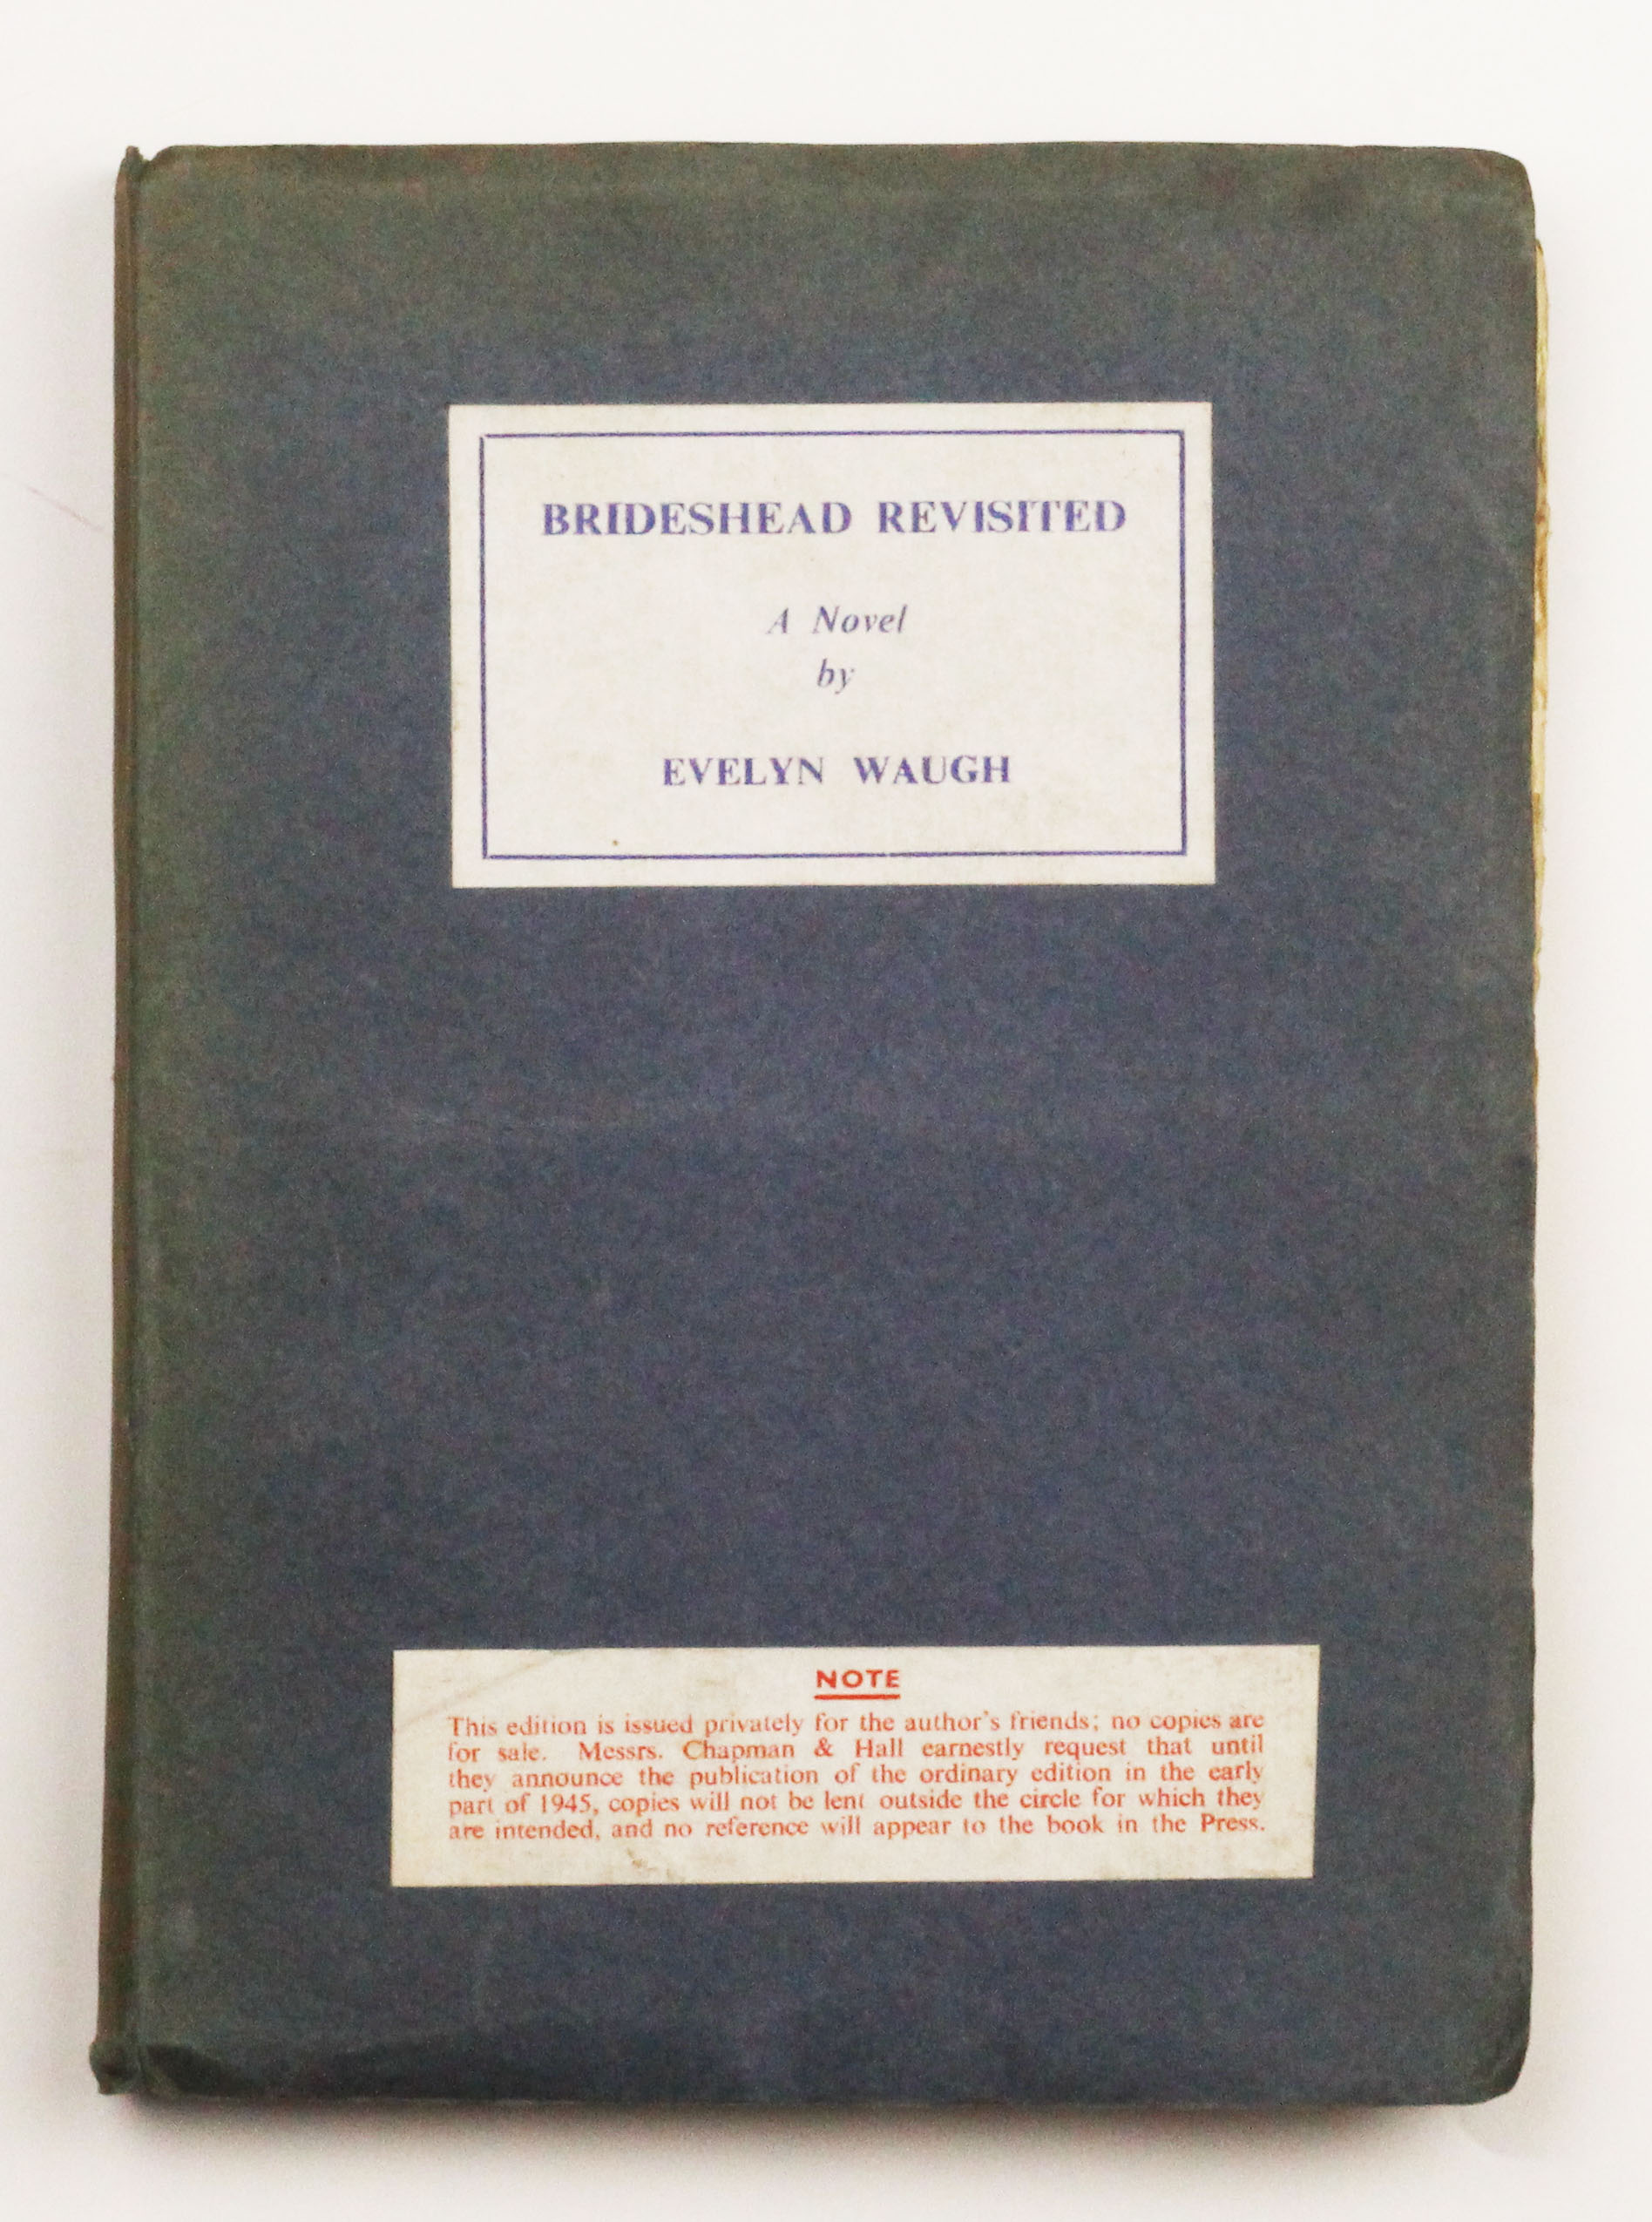 BRIDESHEAD REVISITED
A Novel
by
EVELYN WAUGH
NOTE
This edition is issued privately for the author's friends; no copies are
for sale. Messrs. Chapman & Hall earnestly request that until
they announce the publication of the ordinary edition in the early
part of 1945, copies will not be lent outside the circle for which they
are intended, and no reference will appear to the book in the Press.